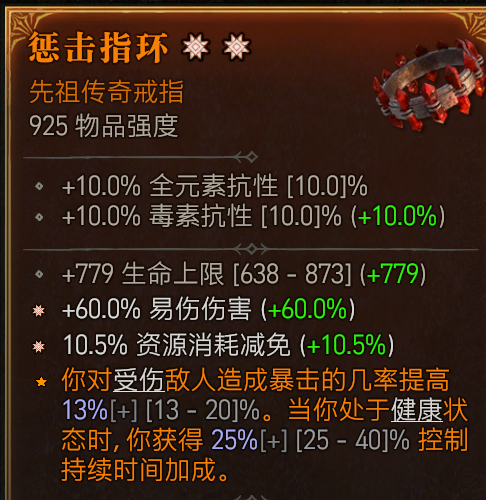 惩击指环
先祖传奇戒指
925 物品强度
+10.0% 全元素抗性 [10.0]%
+10.0% 毒素抗性 [10.0]% (+10.0%)
+779 生命上限 [638 - 873] (+779)
+60.0% 易伤伤害 (+60.0%)
10.5% 资源消耗减免 (+10.5%)
你对受伤敌人造成暴击的几率提高
13%[+] [13 - 20]%。当你处于健康状
态时，你获得 25%[+] [25 - 40]% 控制
持续时间加成。